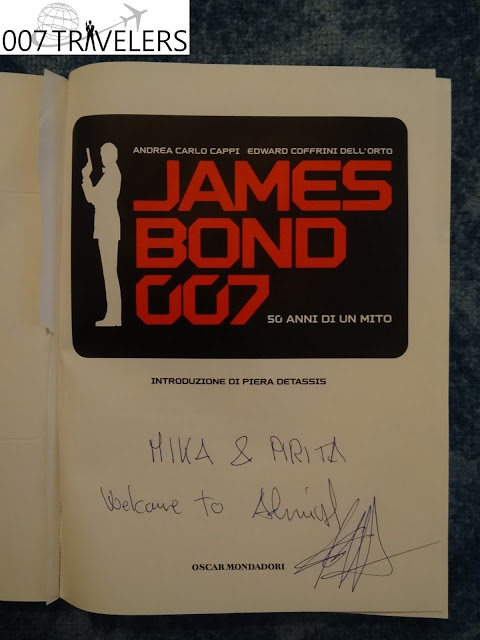 007 TRAVELERS
ANDREA CARLO CAPPI EDWARD COFFRINI DELL'ORTO
JAMES
BOND
007
50 ANNI DI UN MITO
INTRODUZIONE DI PIERA DETASSIS
MIKA & PIRITA
Welcome to
OSCAR MONDADORI